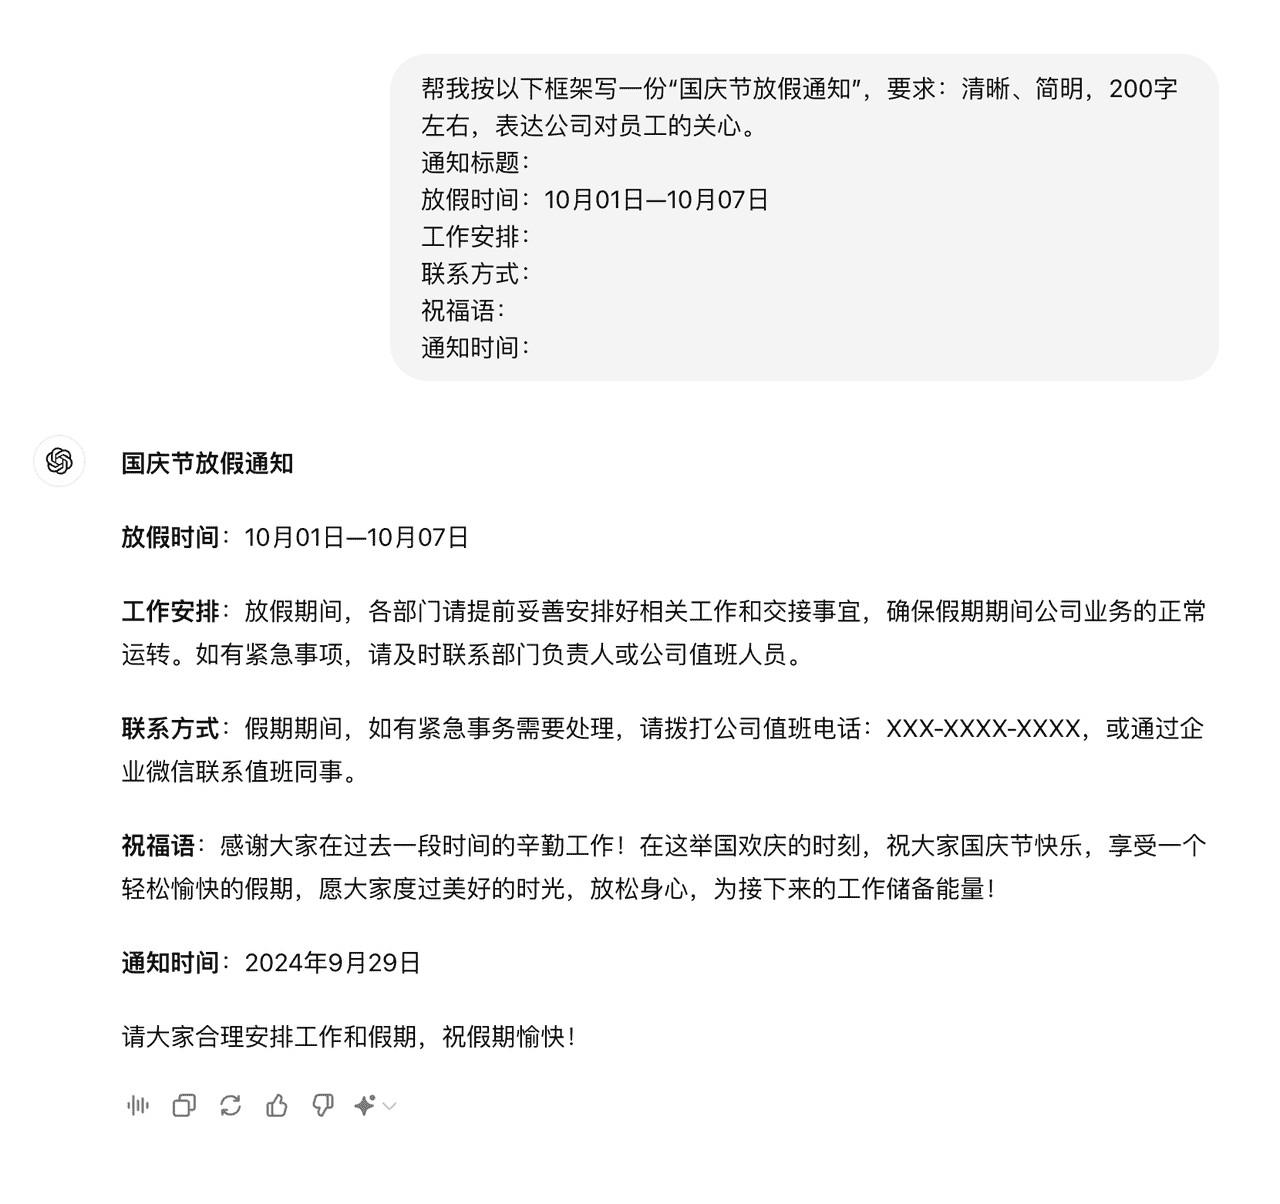 帮我按以下框架写一份“国庆节放假通知”，要求：清晰、简明，200字
左右，表达公司对员工的关心。
通知标题：
放假时间：10月01日—10月07日
工作安排：
联系方式：
祝福语：
通知时间：
国庆节放假通知
放假时间：10月01日—10月07日
工作安排：放假期间，各部门请提前妥善安排好相关工作和交接事宜，确保假期期间公司业务的正常
运转。如有紧急事项，请及时联系部门负责人或公司值班人员。
联系方式：假期期间，如有紧急事务需要处理，请拨打公司值班电话：XXX-XXXX-XXXX，或通过企
业微信联系值班同事。
祝福语：感谢大家在过去一段时间的辛勤工作！在这举国欢庆的时刻，祝大家国庆节快乐，享受一个
轻松愉快的假期，愿大家度过美好的时光，放松身心，为接下来的工作储备能量！
通知时间：2024年9月29日
请大家合理安排工作和假期，祝假期愉快！